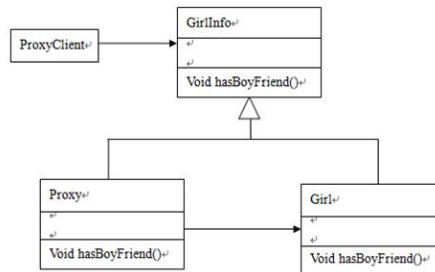 GirlInfo
ProxyClient
Void hasBoyFriend()
Proxy
Void hasBoyFriend()
Girl
Void hasBoyFriend()